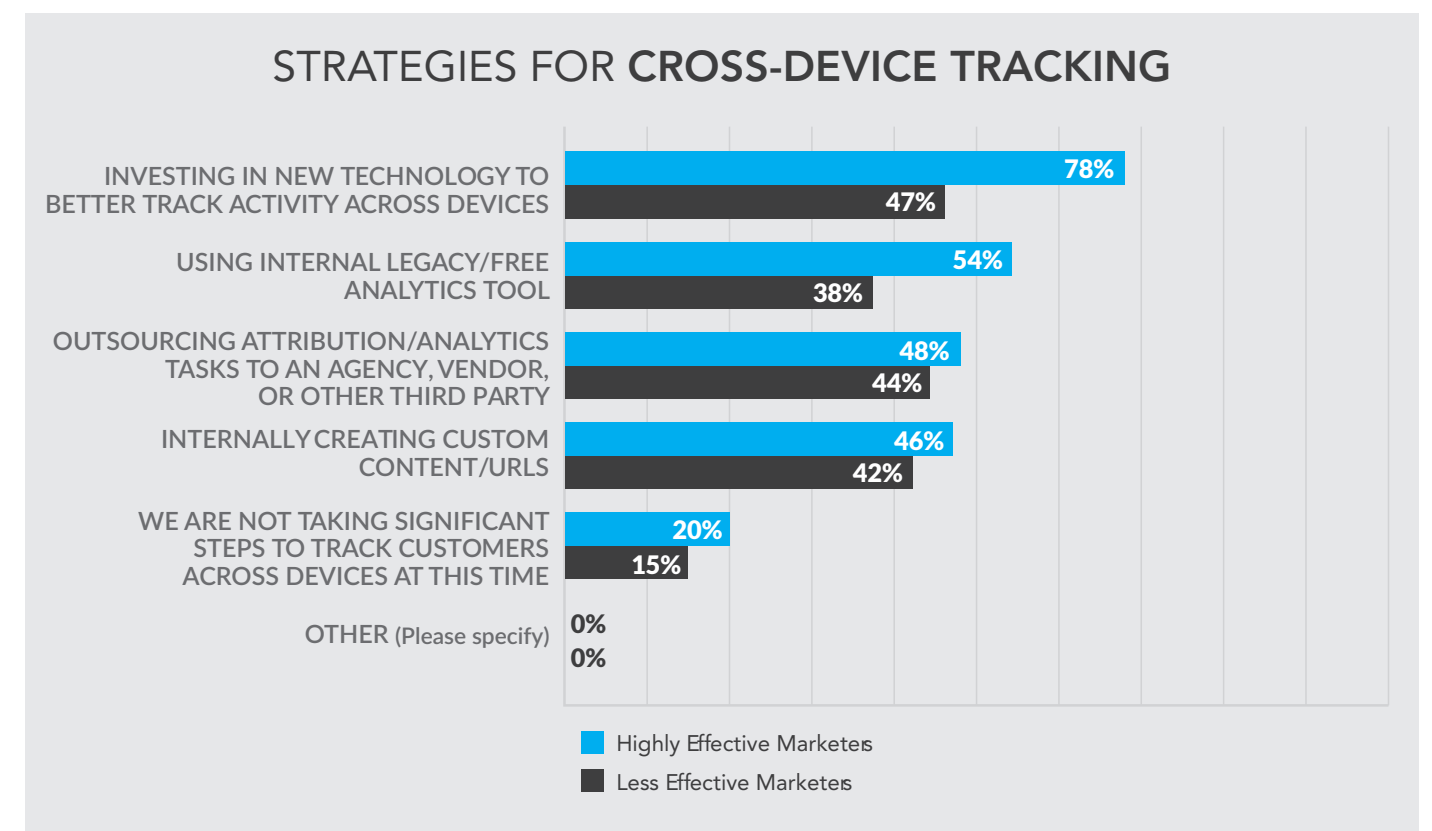 STRATEGIES FOR CROSS-DEVICE TRACKING
INVESTING IN NEW TECHNOLOGY TO
BETTER TRACK ACTIVITY ACROSS DEVICES
78%
47%
USING INTERNAL LEGACY/FREE
ANALYTICS TOOL
54%
38%
OUTSOURCING ATTRIBUTION/ANALYTICS
TASKS TO AN AGENCY, VENDOR,
OR OTHER THIRD PARTY
48%
44%
INTERNALLY CREATING CUSTOM
CONTENT/URLS
46%
42%
WE ARE NOT TAKING SIGNIFICANT
STEPS TO TRACK CUSTOMERS
ACROSS DEVICES AT THIS TIME
20%
15%
OTHER (Please specify)
0%
0%
Highly Effective Marketers
Less Effective Marketers